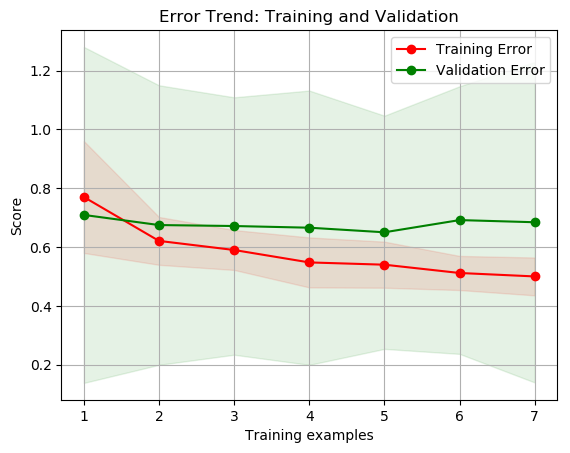 Error Trend: Training and Validation
Training Error
Validation Error
1.2
1.0
0.8
0.6
0.4
0.2
Score
1 2 3 4 5 6 7
Training examples